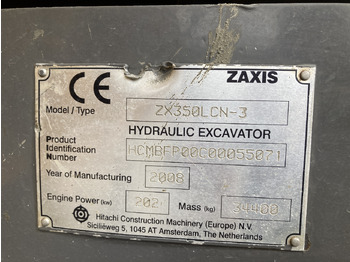 CE
ZAXIS
Model / Type ZX350LCN-3
HYDRAULIC EXCAVATOR
Product Identification Number HCMBFP00C00055071
Year of Manufacturing 2008
Engine Power (kw) 202 Mass (kg) 34400
Hitachi Construction Machinery (Europe) N.V.
Siciliëweg 5, 1045 AT Amsterdam, The Netherlands